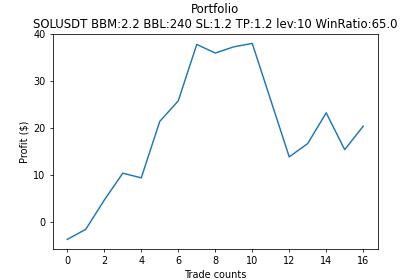 Portfolio
SOLUSDT BBM:2.2 BBL:240 SL:1.2 TP:1.2 lev:10 WinRatio:65.0
40
30
20
10
0
Profit ($)
0 2 4 6 8 10 12 14 16
Trade counts